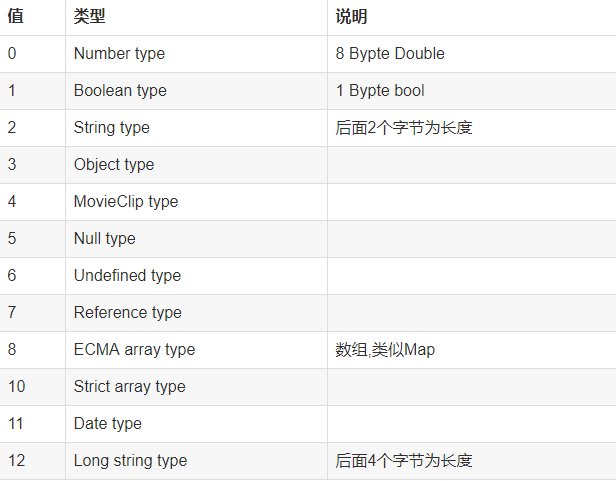 值 类型 说明
0 Number type 8 Bypte Double
1 Boolean type 1 Bypte bool
2 String type 后面2个字节为长度
3 Object type
4 MovieClip type
5 Null type
6 Undefined type
7 Reference type
8 ECMA array type 数组,类似Map
10 Strict array type
11 Date type
12 Long string type 后面4个字节为长度